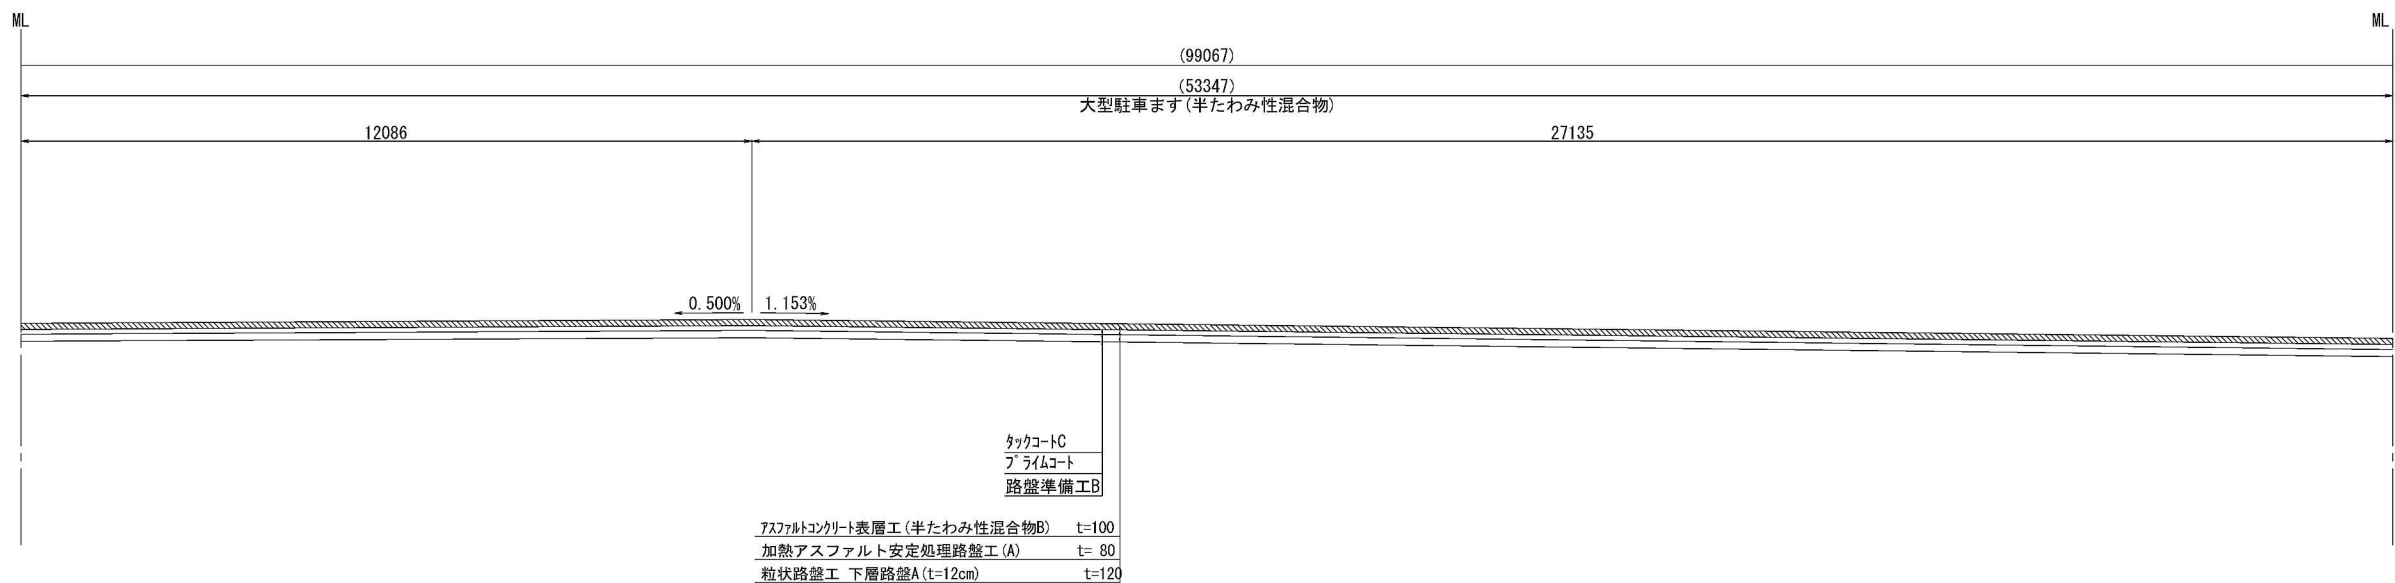 ML
ML
(99067)
(53347)
大型駐車ます(半たわみ性混合物)
12086
27135
0.500%
1.153%
ﾀｯｸｺｰﾄC
ﾌﾟﾗｲﾑｺｰﾄ
路盤準備工B
ｱｽﾌｧﾙﾄｺﾝｸﾘｰﾄ表層工(半たわみ性混合物B) t=100
加熱アスファルト安定処理路盤工(A) t= 80
粒状路盤工 下層路盤A(t=12cm) t=120